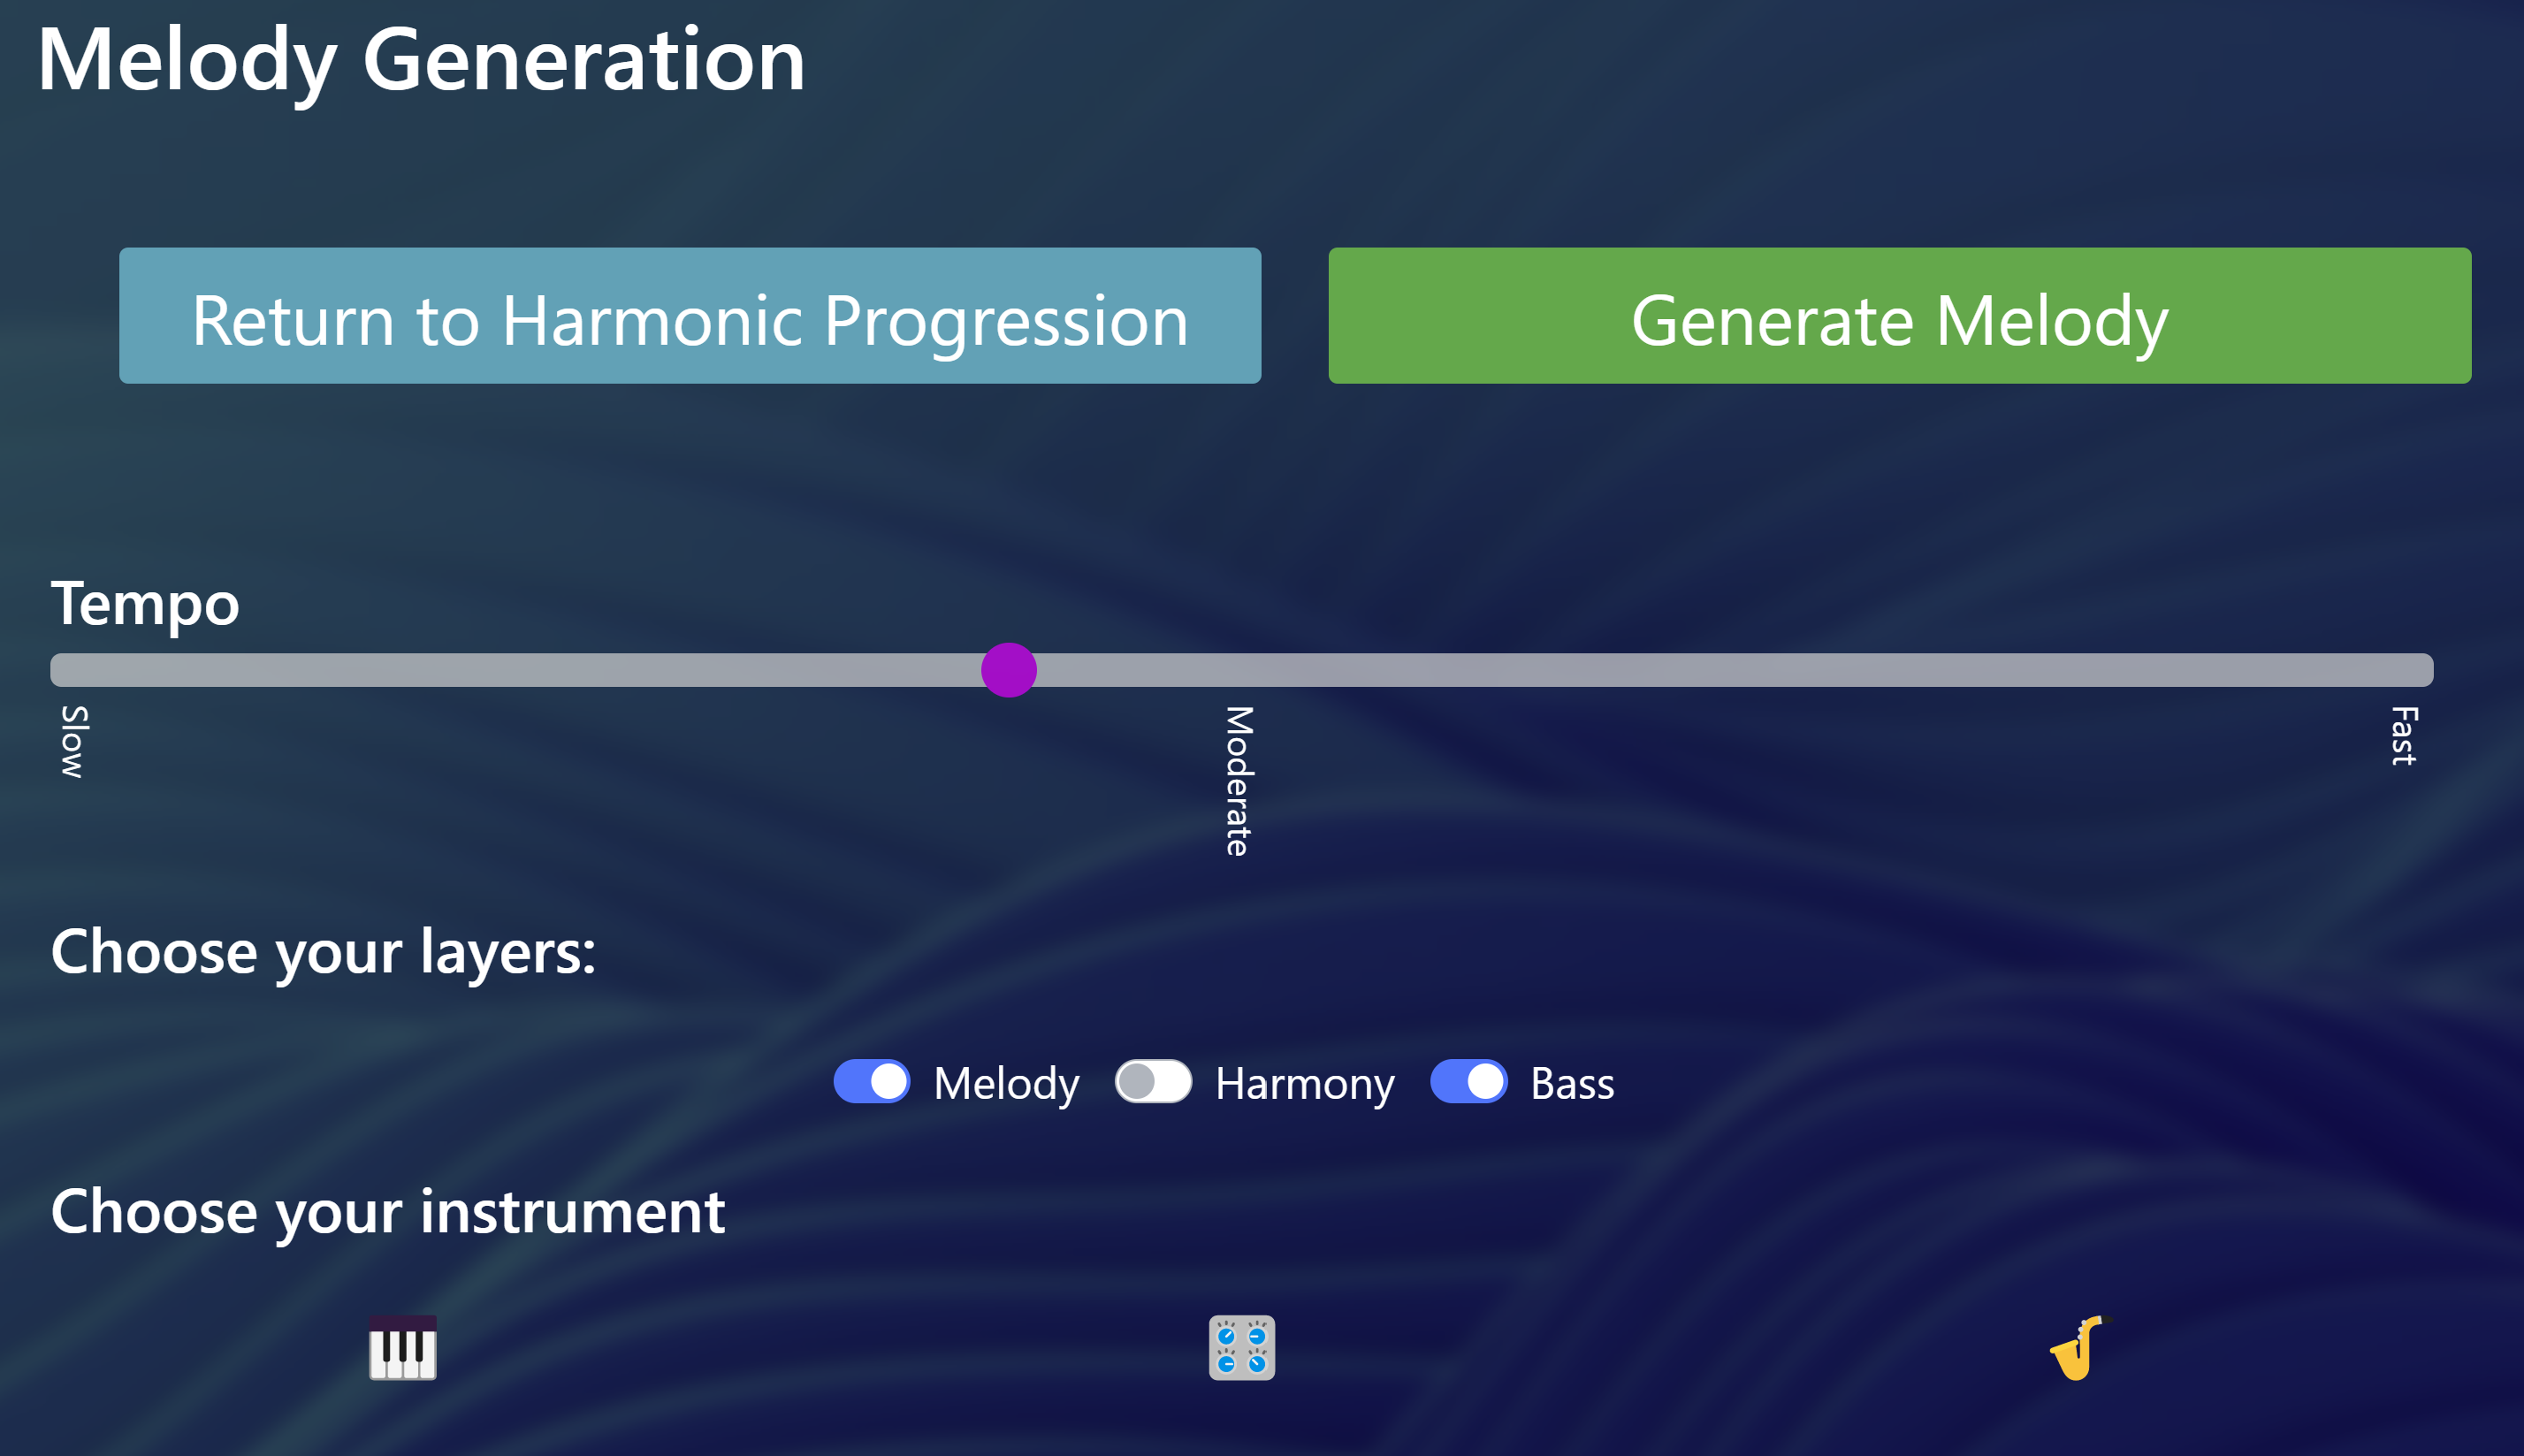 Melody Generation
Return to Harmonic Progression
Generate Melody
Tempo
Slow
Moderate
Fast
Choose your layers:
Melody
Harmony
Bass
Choose your instrument